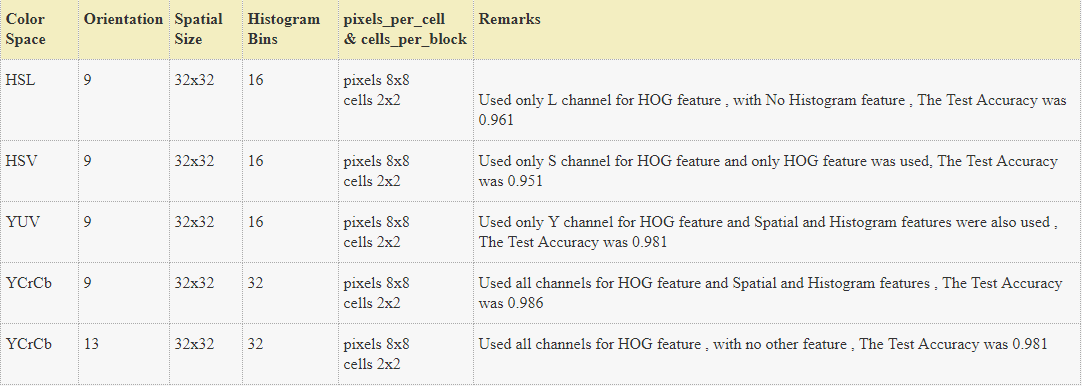 Color Space Orientation Spatial Size Histogram Bins pixels_per_cell & cells_per_block Remarks
HSL 9 32x32 16 pixels 8x8 cells 2x2 Used only L channel for HOG feature , with No Histogram feature , The Test Accuracy was 0.961
HSV 9 32x32 16 pixels 8x8 cells 2x2 Used only S channel for HOG feature and only HOG feature was used, The Test Accuracy was 0.951
YUV 9 32x32 16 pixels 8x8 cells 2x2 Used only Y channel for HOG feature and Spatial and Histogram features were also used , The Test Accuracy was 0.981
YCrCb 9 32x32 32 pixels 8x8 cells 2x2 Used all channels for HOG feature and Spatial and Histogram features , The Test Accuracy was 0.986
YCrCb 13 32x32 32 pixels 8x8 cells 2x2 Used all channels for HOG feature , with no other feature , The Test Accuracy was 0.981